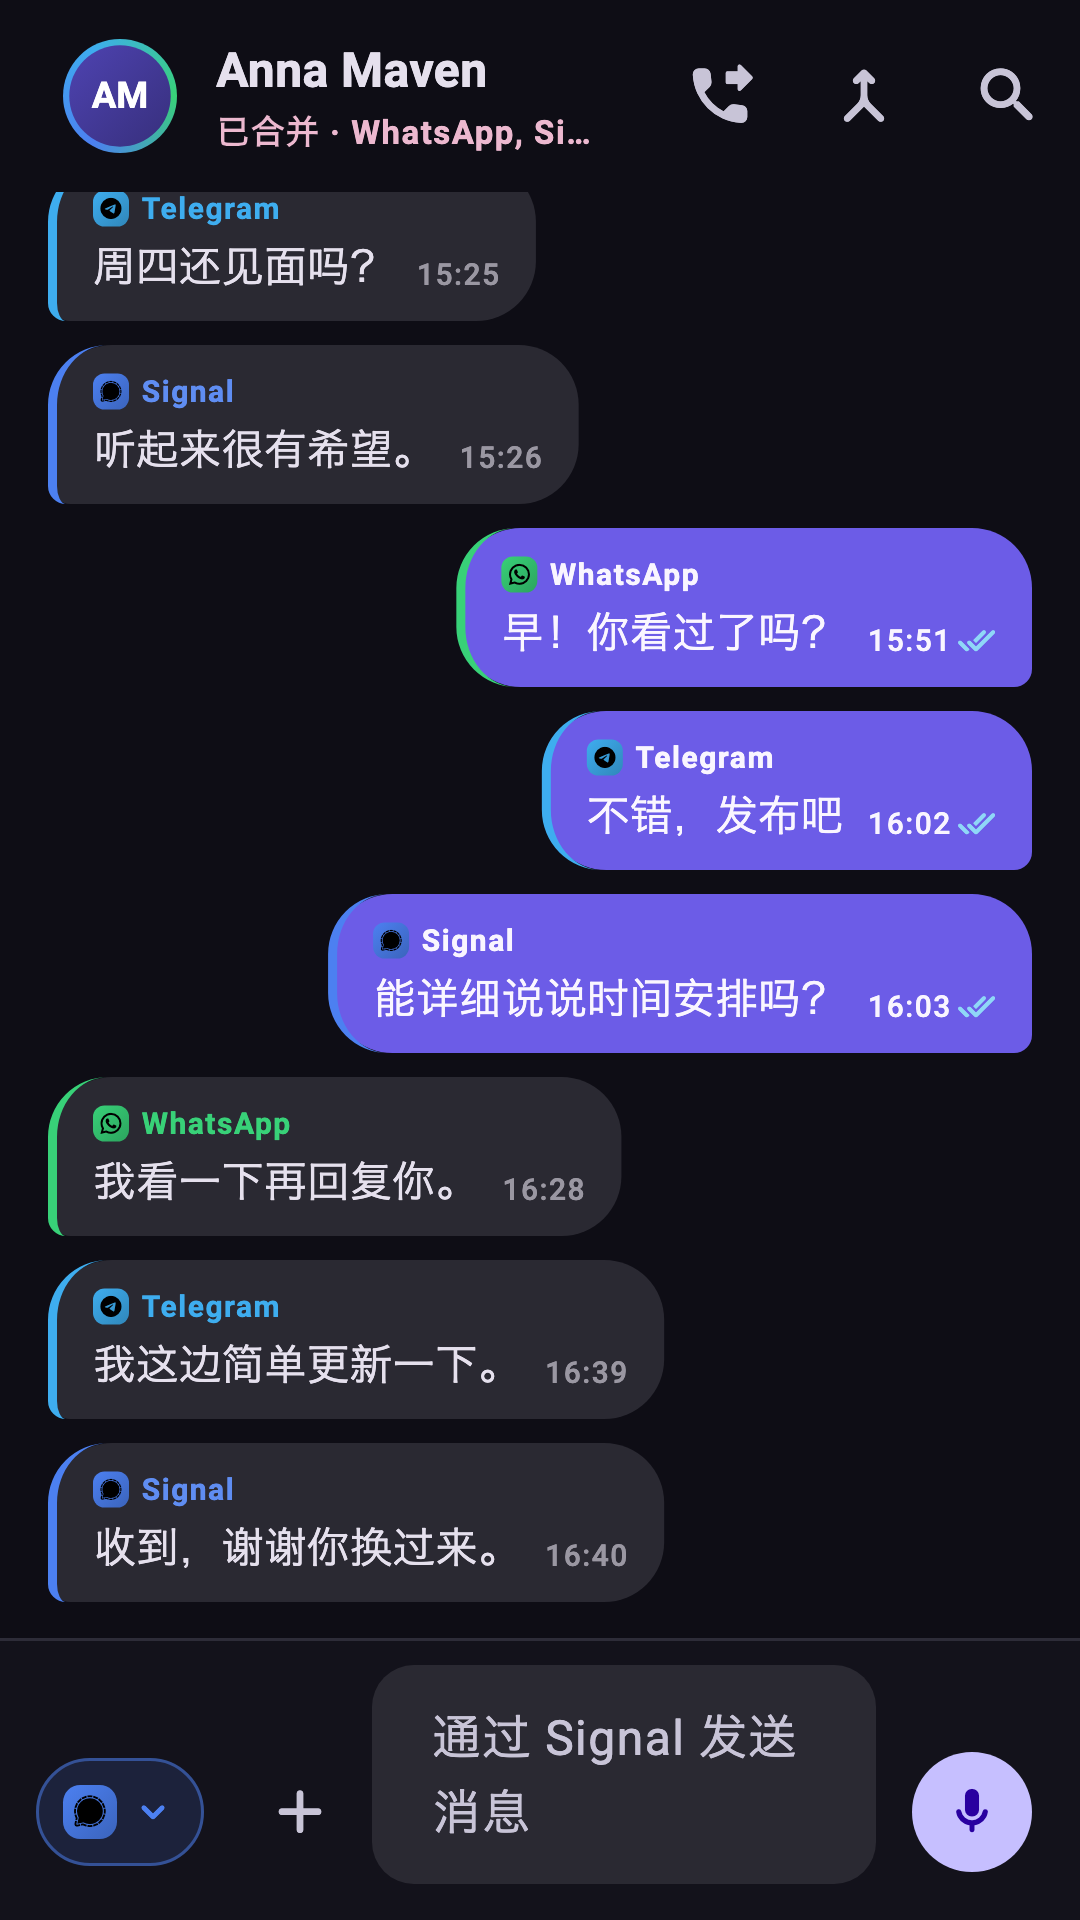 AM
Anna Maven
已合并 · WhatsApp, Si...
Telegram
周四还见面吗？ 15:25
Signal
听起来很有希望。 15:26
WhatsApp
早！你看过了吗？ 15:51
Telegram
不错，发布吧 16:02
Signal
能详细说说时间安排吗？ 16:03
WhatsApp
我看一下再回复你。 16:28
Telegram
我这边简单更新一下。 16:39
Signal
收到，谢谢你换过来。 16:40
通过 Signal 发送
消息